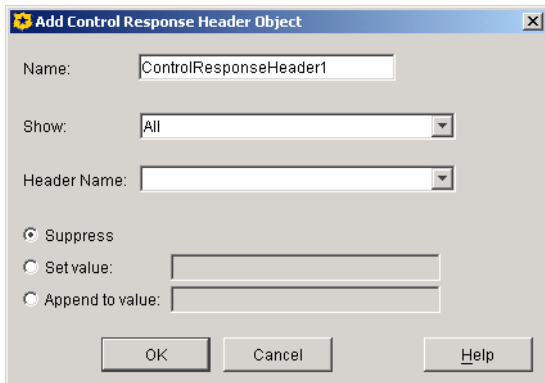 Add Control Response Header Object
Name: ControlResponseHeader1
Show: All
Header Name:
Suppress
Set value:
Append to value:
OK Cancel Help